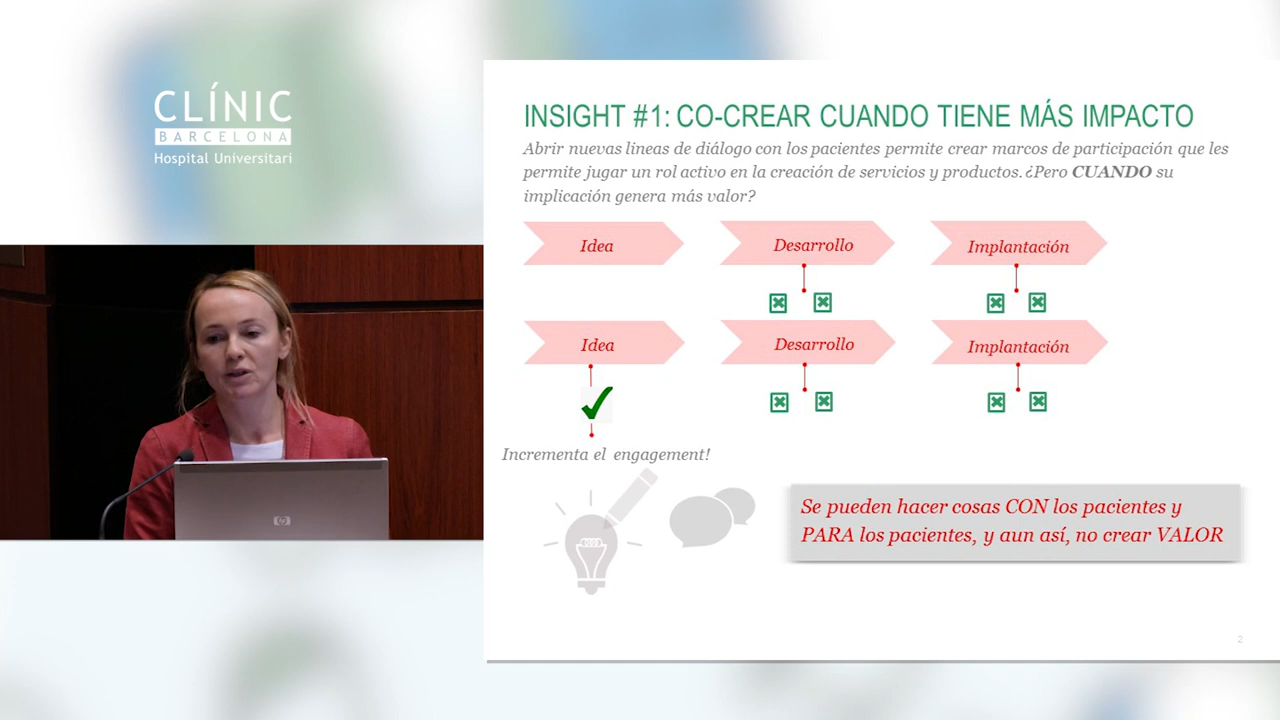 CLÍNIC
BARCELONA
Hospital Universitari
INSIGHT #1: CO-CREAR CUANDO TIENE MÁS IMPACTO
Abrir nuevas lineas de diálogo con los pacientes permite crear marcos de participación que les
permite jugar un rol activo en la creación de servicios y productos. ¿Pero CUANDO su
implicación genera más valor?
Idea
Desarrollo
Implantación
Idea
Desarrollo
Implantación
Incrementa el engagement!
Se pueden hacer cosas CON los pacientes y
PARA los pacientes, y aun así, no crear VALOR
2
hp